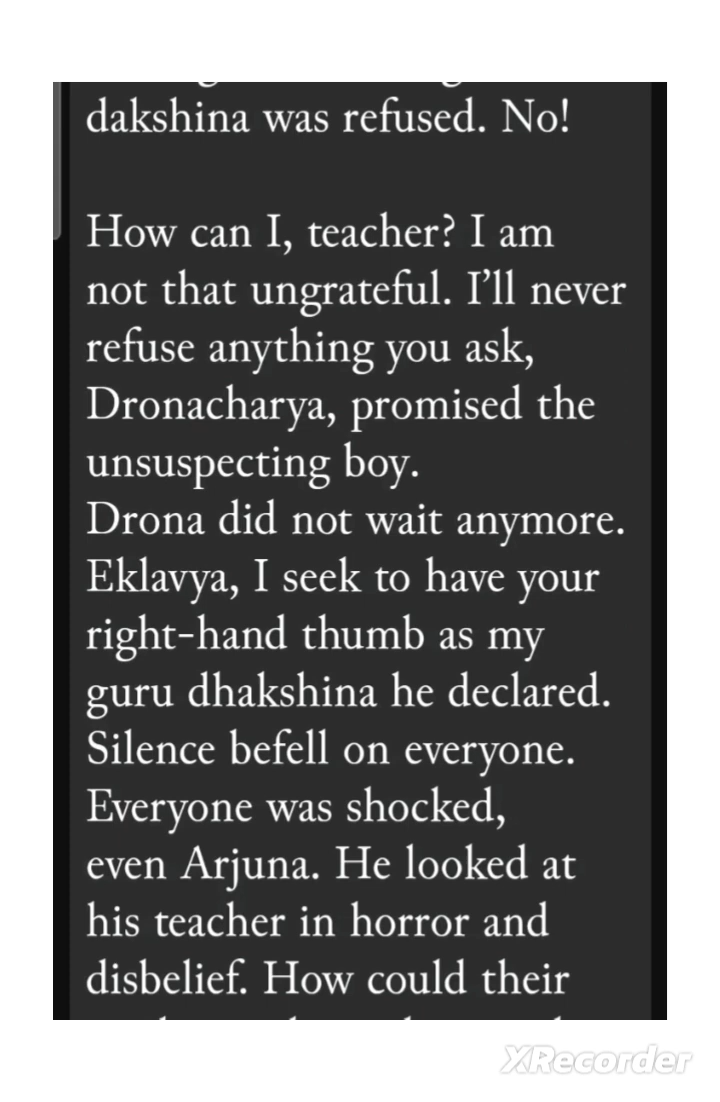 dakshina was refused. No!
How can I, teacher? I am
not that ungrateful. I’ll never
refuse anything you ask,
Dronacharya, promised the
unsuspecting boy.
Drona did not wait anymore.
Eklavya, I seek to have your
right-hand thumb as my
guru dhakshina he declared.
Silence befell on everyone.
Everyone was shocked,
even Arjuna. He looked at
his teacher in horror and
disbelief. How could their
XRecorder